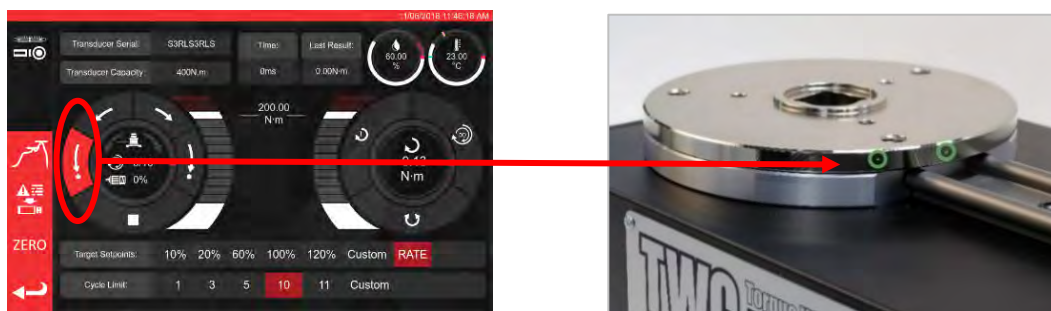 11/06/2018 11:46:18 AM
Transducer Serial: S3RLS3RLS Time: Last Result:
60.00 % 23.00 °C
Transducer Capacity: 400N.m 0ms 0.00N·m
200.00
N·m
0%
N·m
ZERO
Target Setpoints: 10% 20% 60% 100% 120% Custom RATE
Cycle Limit: 1 3 5 10 11 Custom
TWC